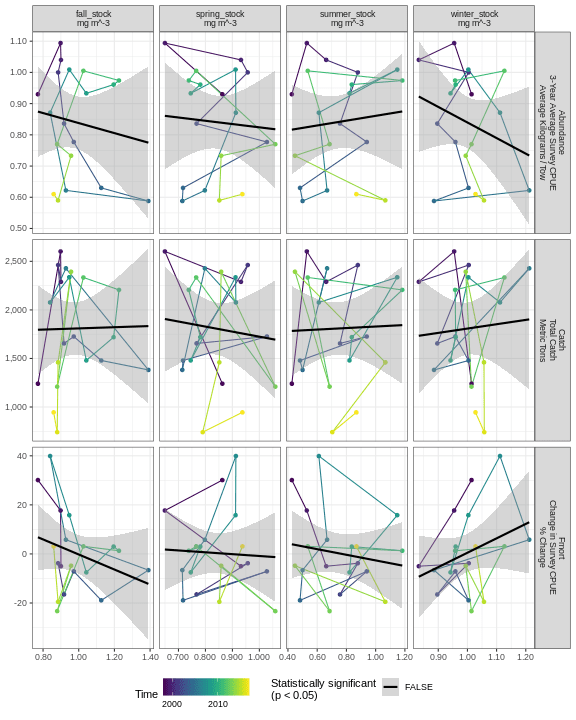 fall_stock
mg m^-3
spring_stock
mg m^-3
summer_stock
mg m^-3
winter_stock
mg m^-3
1.10
1.00
0.90
0.80
0.70
0.60
0.50
Abundance
3-Year Average Survey CPUE
Average Kilograms / Tow
2,500
2,000
1,500
1,000
Catch
Total Catch
Metric Tons
40
20
0
-20
Fmort
Change in Survey CPUE
% Change
0.80
1.00
1.20
1.40
0.700
0.800
0.900
1.000
0.40
0.60
0.80
1.00
1.20
0.90
1.00
1.10
1.20
Time
2000
2010
Statistically significant
(p < 0.05)
FALSE